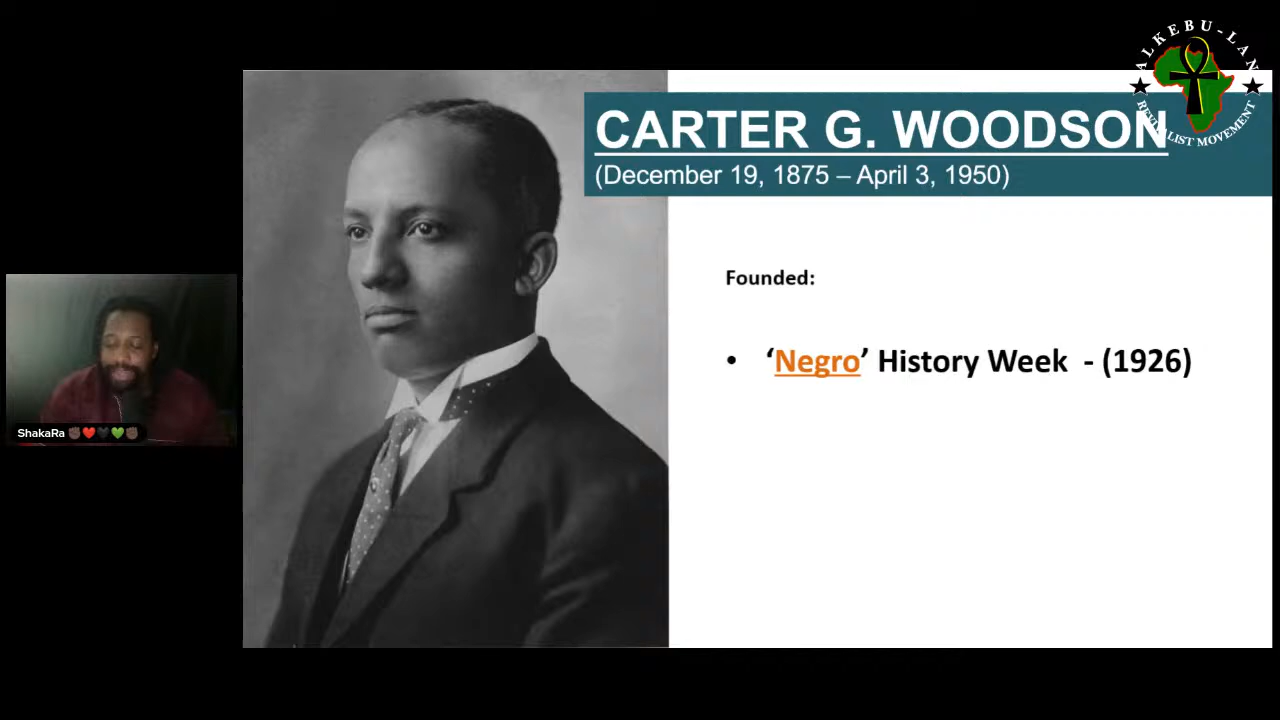 ALKEBU-LAN
REVIVALIST MOVEMENT
CARTER G. WOODSON
(December 19, 1875 – April 3, 1950)
Founded:
• ‘Negro’ History Week - (1926)
ShakaRa ✊🏿❤️🖤💚✊🏿